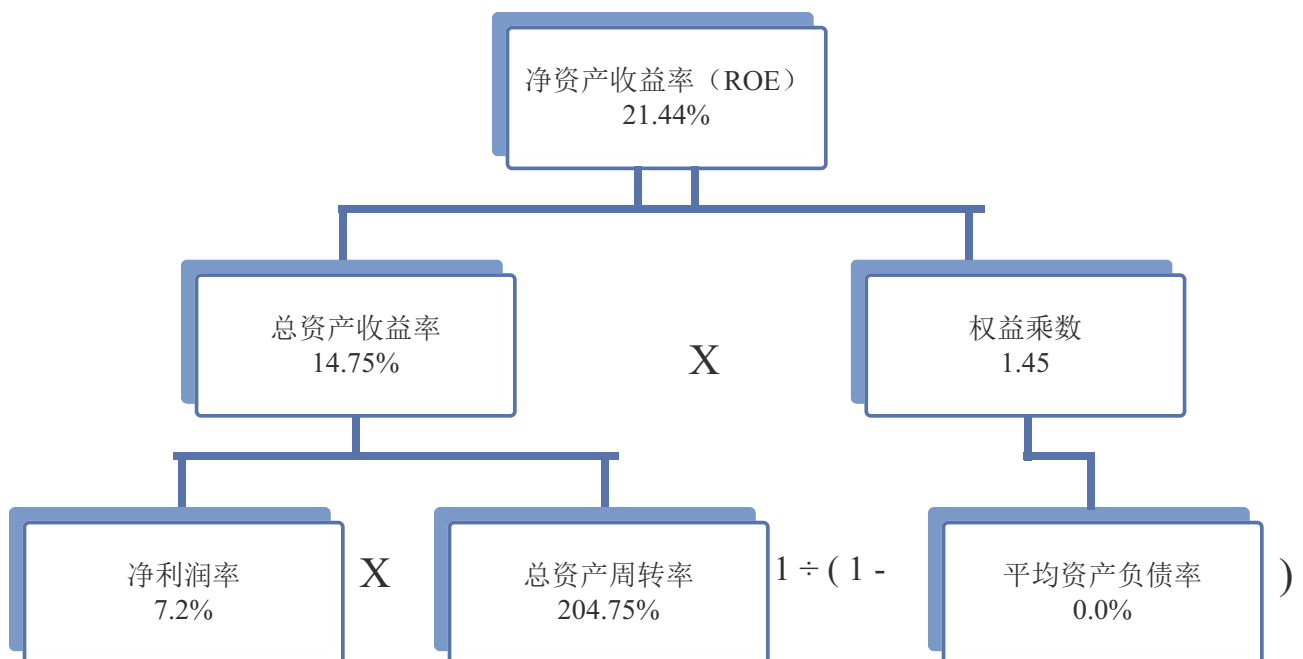 净资产收益率（ROE）
21.44%
总资产收益率
14.75%
X
权益乘数
1.45
净利润率
7.2%
X
总资产周转率
204.75%
1 ÷ ( 1 -
平均资产负债率
0.0%
)